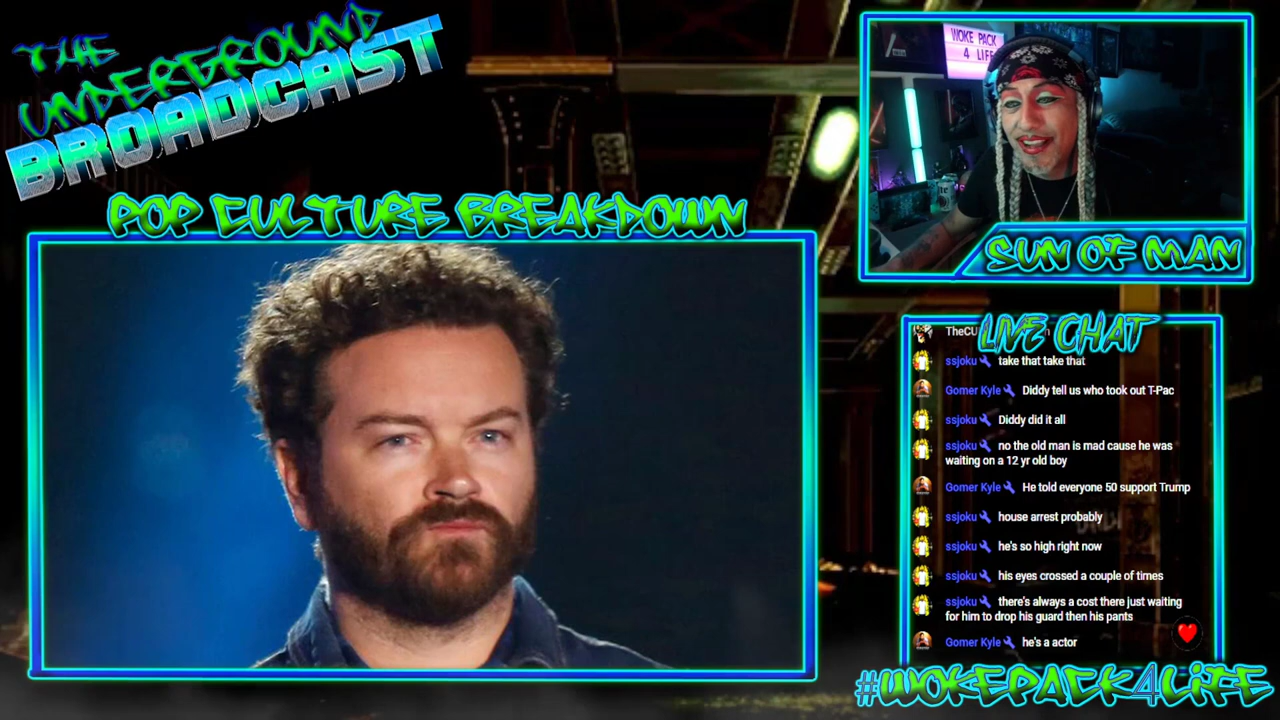 THE
UNDERGROUND
BROADCAST
POP CULTURE BREAKDOWN
WOKE PACK
4 LIFE
SUN OF MAN
LIVE CHAT
TheCU
ssjoku take that take that
Gomer Kyle Diddy tell us who took out T-Pac
ssjoku Diddy did it all
ssjoku no the old man is mad cause he was
waiting on a 12 yr old boy
Gomer Kyle He told everyone 50 support Trump
ssjoku house arrest probably
ssjoku he's so high right now
ssjoku his eyes crossed a couple of times
ssjoku there's always a cost there just waiting
for him to drop his guard then his pants
Gomer Kyle he's a actor
#WOKEPACK4LIFE